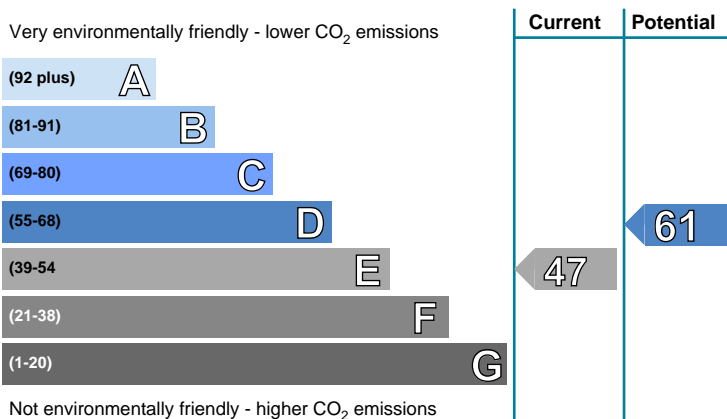 Current Potential
Very environmentally friendly - lower CO2 emissions
(92 plus) A
(81-91) B
(69-80) C
(55-68) D
61
(39-54 E
47
(21-38) F
(1-20) G
Not environmentally friendly - higher CO2 emissions